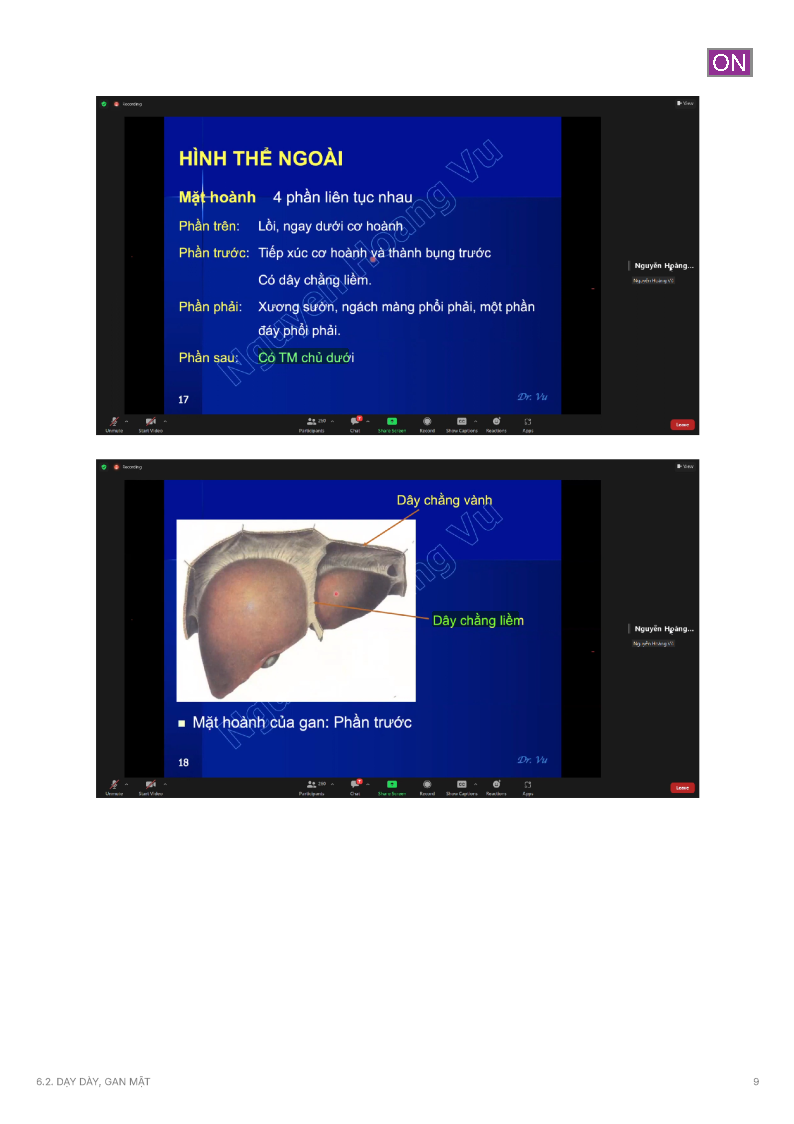 ON
Recording
View
HÌNH THỂ NGOÀI
Mặt hoành 4 phần liên tục nhau
Phần trên: Lồi, ngay dưới cơ hoành
Phần trước: Tiếp xúc cơ hoành và thành bụng trước
Có dây chằng liềm.
Phần phải: Xương sườn, ngách màng phổi phải, một phần
đáy phổi phải.
Phần sau: Có TM chủ dưới
Nguyen Hoang Vu
17
Dr. Vu
Nguyễn Hoàng...
Nguyễn Hoàng Vũ
Unmute Start Video Participants Chat Share Screen Record Show Captions Reactions Apps Leave
Recording
View
Dây chằng vành
Dây chằng liềm
Mặt hoành của gan: Phần trước
18
Dr. Vu
Nguyễn Hoàng...
Nguyễn Hoàng Vũ
Unmute Start Video Participants Chat Share Screen Record Show Captions Reactions Apps Leave
6.2. DẠY DÀY, GAN MẬT
9